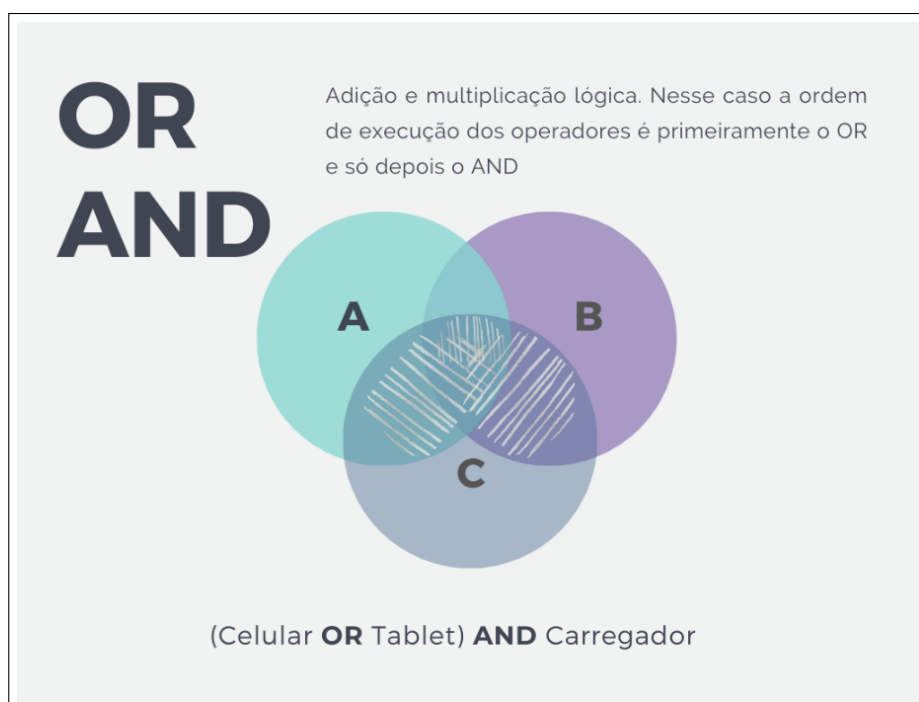 OR
AND
Adição e multiplicação lógica. Nesse caso a ordem
de execução dos operadores é primeiramente o OR
e só depois o AND
A
B
C
(Celular OR Tablet) AND Carregador